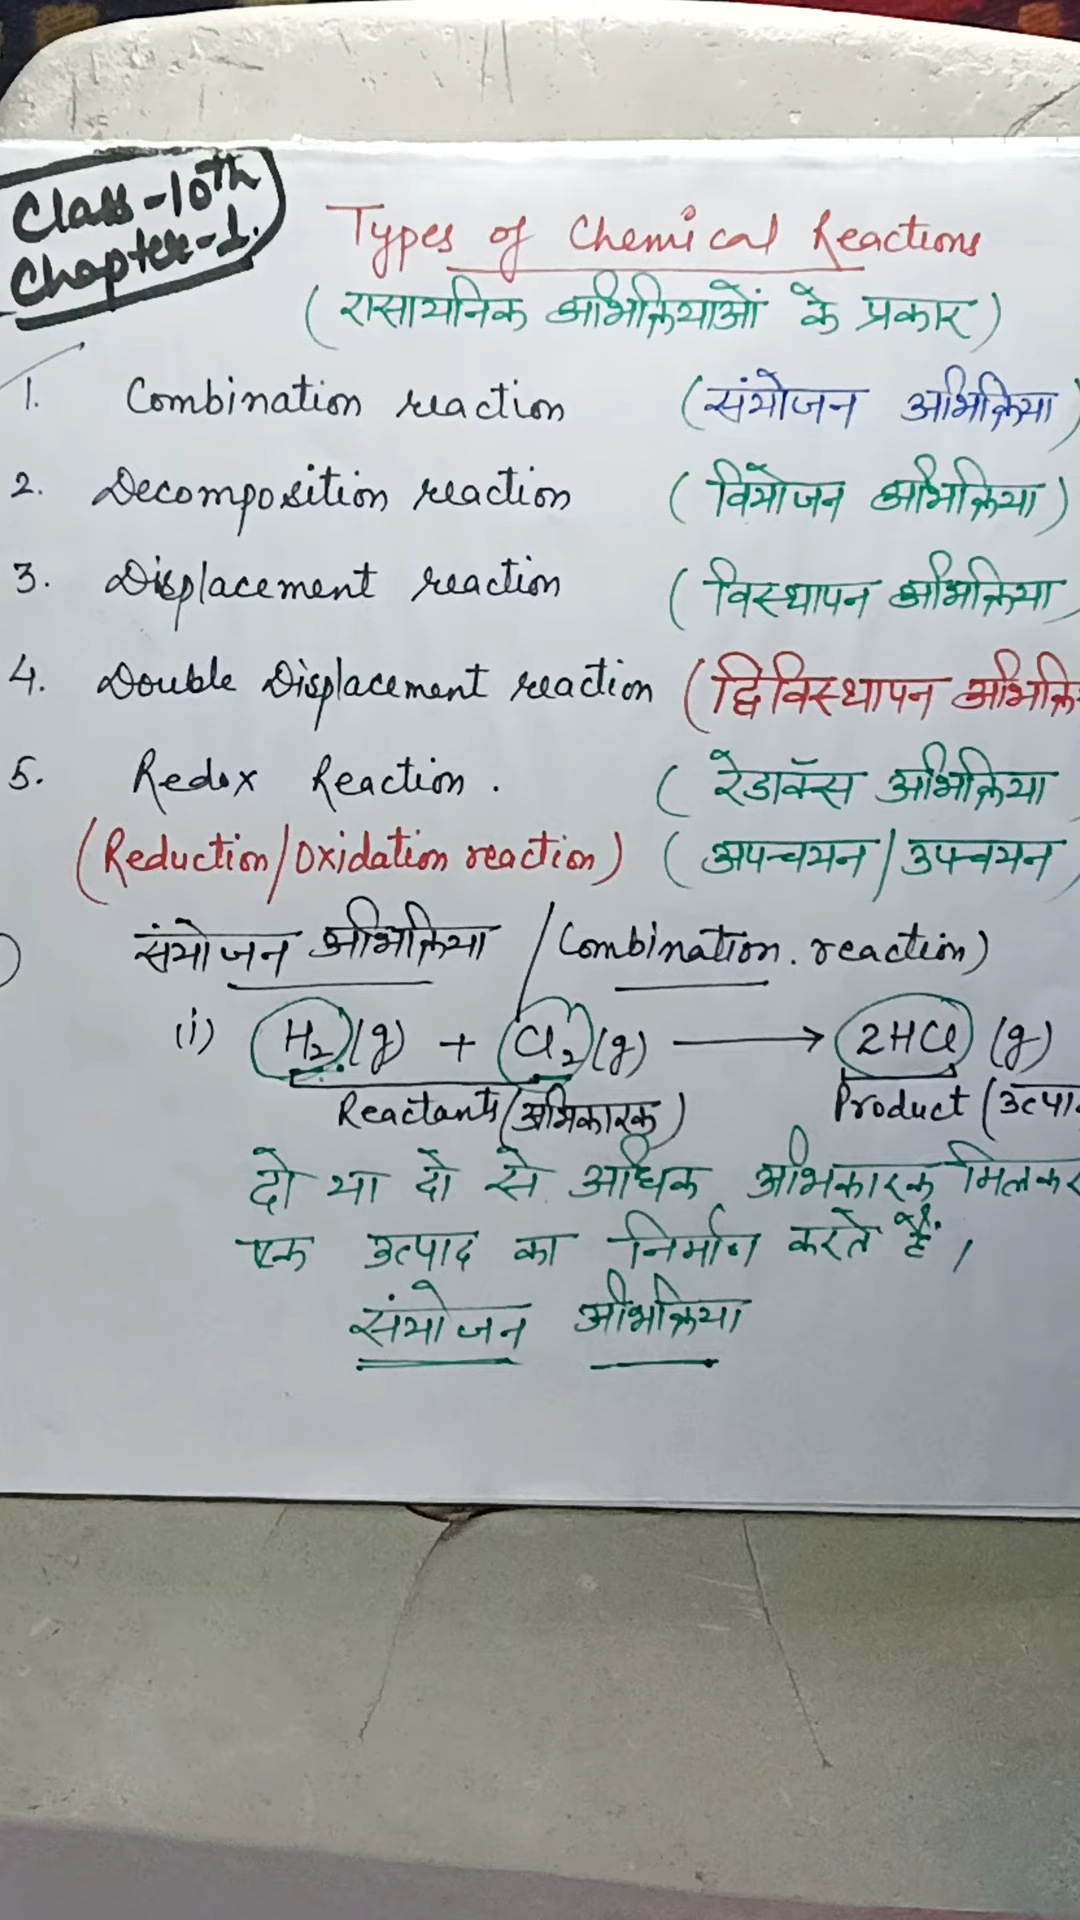 Class-10th
Chapter-1.
Types of Chemical Reactions
(रासायनिक अभिक्रियाओं के प्रकार)
1. Combination reaction (संयोजन अभिक्रिया)
2. Decomposition reaction (वियोजन अभिक्रिया)
3. Displacement reaction (विस्थापन अभिक्रिया)
4. Double Displacement reaction (द्विविस्थापन अभिक्रि
5. Redox Reaction. (रेडॉक्स अभिक्रिया
(Reduction/Oxidation reaction) (अपचयन/उपचयन)
संयोजन अभिक्रिया / Combination. reaction)
(i) H₂(g) + Cl₂(g) ⟶ 2HCl (g)
Reactants (अभिकारक) Product (उत्पा
दो या दो से अधिक अभिकारक मिलकर
एक उत्पाद का निर्माण करते हैं।
संयोजन अभिक्रिया